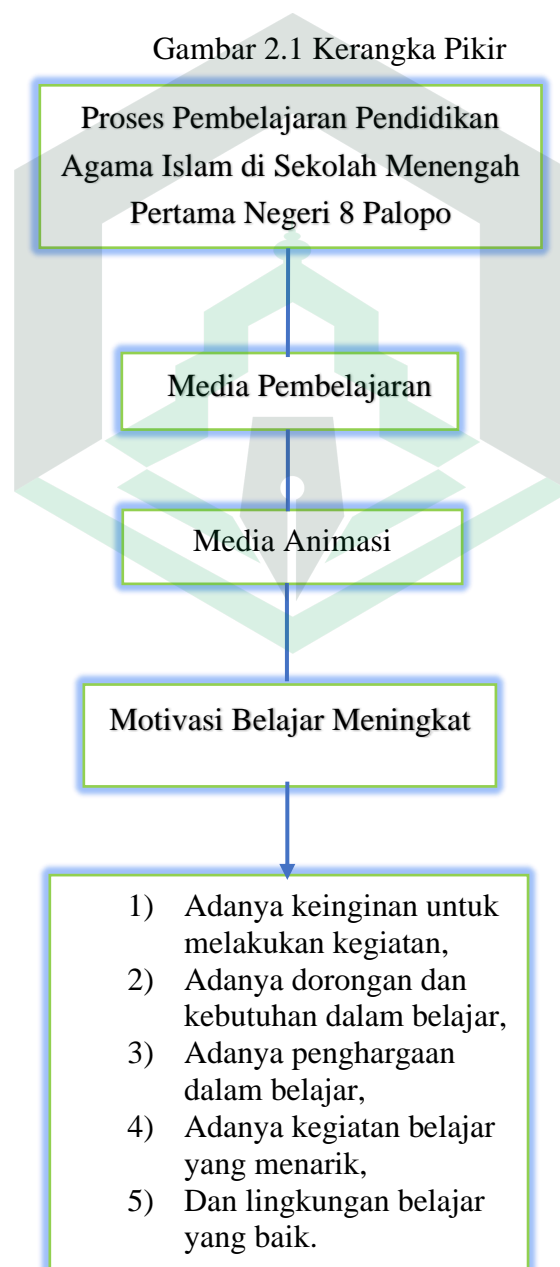 Gambar 2.1 Kerangka Pikir
Proses Pembelajaran Pendidikan
Agama Islam di Sekolah Menengah
Pertama Negeri 8 Palopo
Media Pembelajaran
Media Animasi
Motivasi Belajar Meningkat
1) Adanya keinginan untuk
melakukan kegiatan,
2) Adanya dorongan dan
kebutuhan dalam belajar,
3) Adanya penghargaan
dalam belajar,
4) Adanya kegiatan belajar
yang menarik,
5) Dan lingkungan belajar
yang baik.